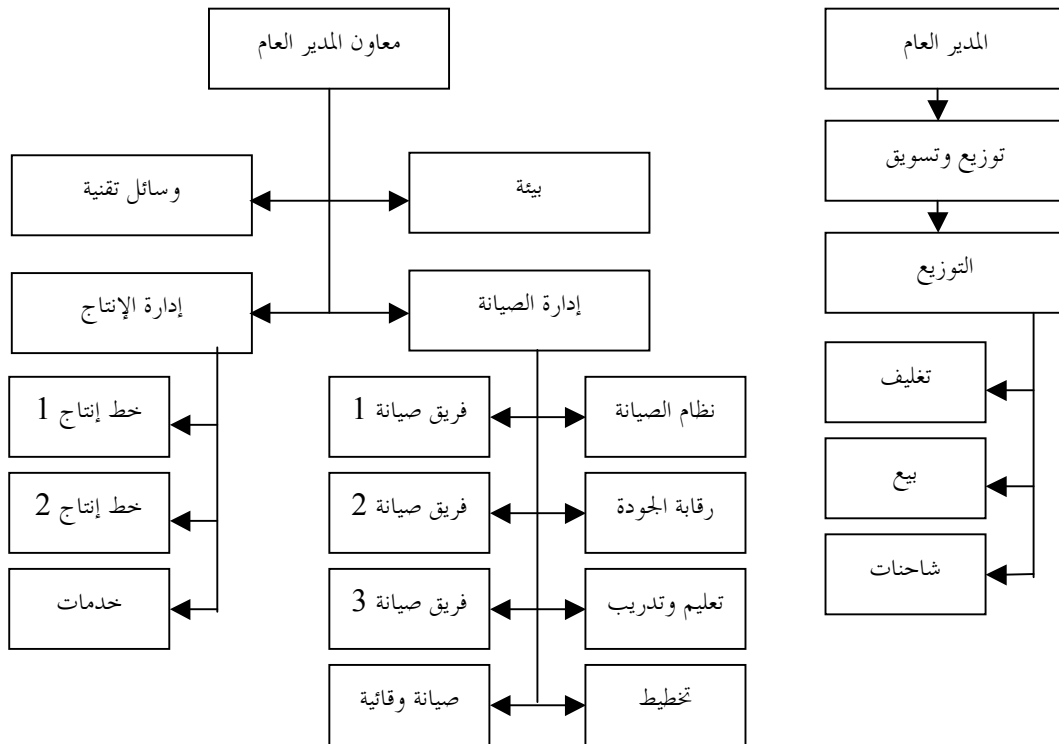 المدير العام
توزيع وتسويق
التوزيع
تغليف
بيع
شاحنات
معاون المدير العام
بيئة
وسائل تقنية
إدارة الصيانة
إدارة الإنتاج
نظام الصيانة
فريق صيانة 1
رقابة الجودة
فريق صيانة 2
تعليم وتدريب
فريق صيانة 3
تخطيط
صيانة وقائية
خط إنتاج 1
خط إنتاج 2
خدمات